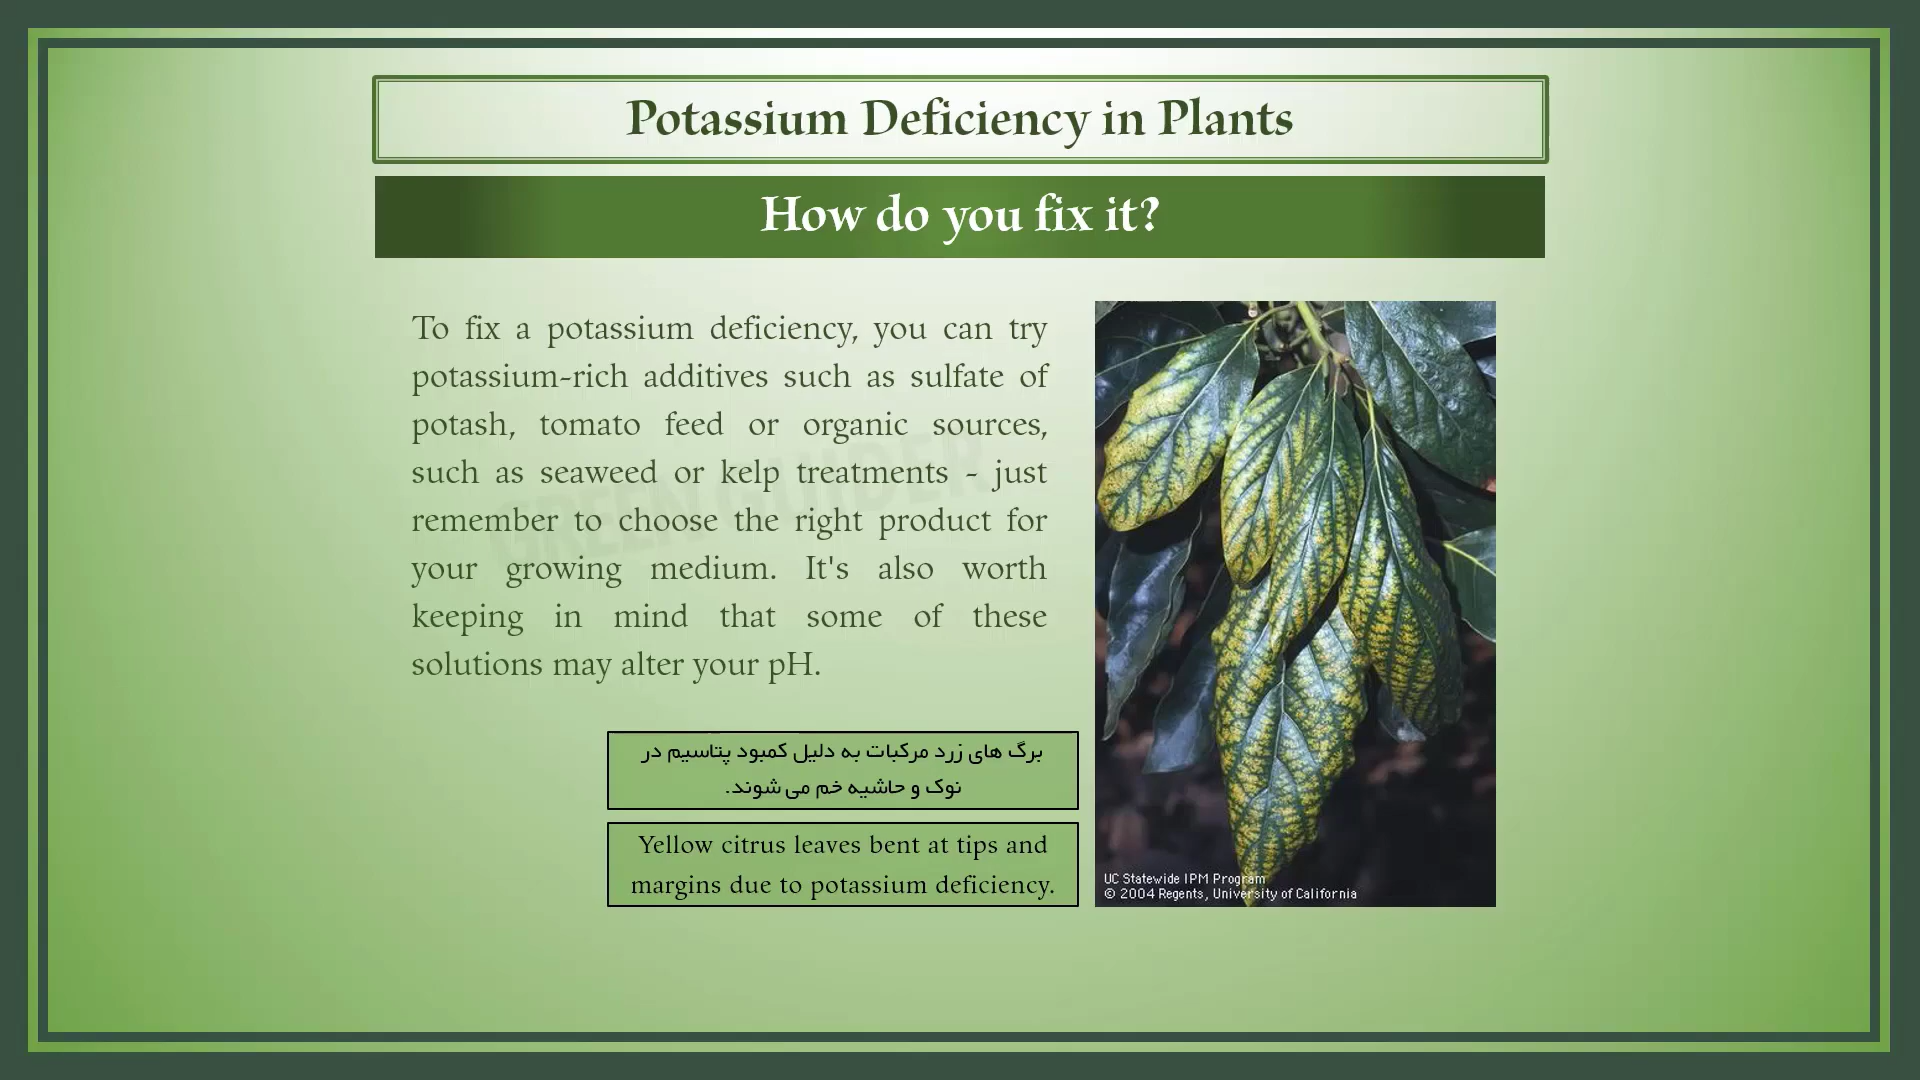 Potassium Deficiency in Plants
How do you fix it?
To fix a potassium deficiency, you can try
potassium-rich additives such as sulfate of
potash, tomato feed or organic sources,
such as seaweed or kelp treatments - just
remember to choose the right product for
your growing medium. It's also worth
keeping in mind that some of these
solutions may alter your pH.
GREEN GUIDER
برگ های زرد مرکبات به دلیل کمبود پتاسیم در
نوک و حاشیه خم می شوند.
Yellow citrus leaves bent at tips and
margins due to potassium deficiency.
UC Statewide IPM Program
© 2004 Regents, University of California